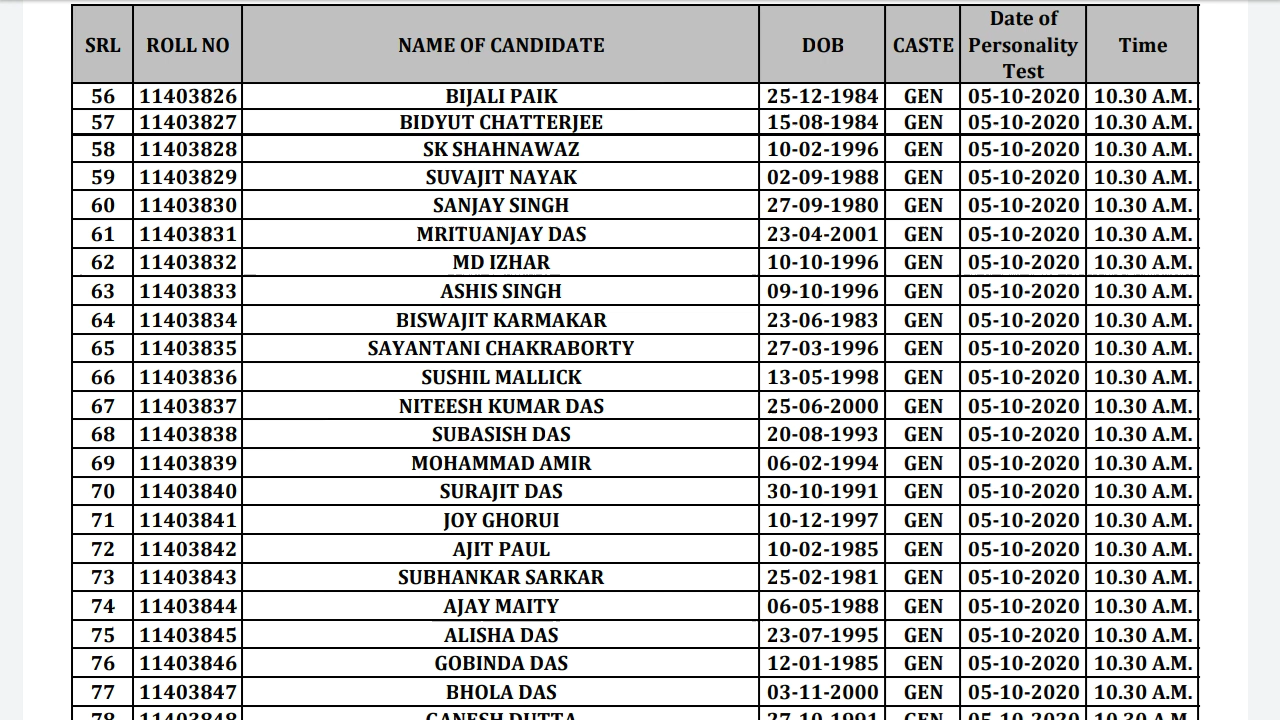 SRL ROLL NO NAME OF CANDIDATE DOB CASTE Date of Personality Test Time
56 11403826 BIJALI PAIK 25-12-1984 GEN 05-10-2020 10.30 A.M.
57 11403827 BIDYUT CHATTERJEE 15-08-1984 GEN 05-10-2020 10.30 A.M.
58 11403828 SK SHAHNAWAZ 10-02-1996 GEN 05-10-2020 10.30 A.M.
59 11403829 SUVAJIT NAYAK 02-09-1988 GEN 05-10-2020 10.30 A.M.
60 11403830 SANJAY SINGH 27-09-1980 GEN 05-10-2020 10.30 A.M.
61 11403831 MRITUANJAY DAS 23-04-2001 GEN 05-10-2020 10.30 A.M.
62 11403832 MD IZHAR 10-10-1996 GEN 05-10-2020 10.30 A.M.
63 11403833 ASHIS SINGH 09-10-1996 GEN 05-10-2020 10.30 A.M.
64 11403834 BISWAJIT KARMAKAR 23-06-1983 GEN 05-10-2020 10.30 A.M.
65 11403835 SAYANTANI CHAKRABORTY 27-03-1996 GEN 05-10-2020 10.30 A.M.
66 11403836 SUSHIL MALLICK 13-05-1998 GEN 05-10-2020 10.30 A.M.
67 11403837 NITEESH KUMAR DAS 25-06-2000 GEN 05-10-2020 10.30 A.M.
68 11403838 SUBASISH DAS 20-08-1993 GEN 05-10-2020 10.30 A.M.
69 11403839 MOHAMMAD AMIR 06-02-1994 GEN 05-10-2020 10.30 A.M.
70 11403840 SURAJIT DAS 30-10-1991 GEN 05-10-2020 10.30 A.M.
71 11403841 JOY GHORUI 10-12-1997 GEN 05-10-2020 10.30 A.M.
72 11403842 AJIT PAUL 10-02-1985 GEN 05-10-2020 10.30 A.M.
73 11403843 SUBHANKAR SARKAR 25-02-1981 GEN 05-10-2020 10.30 A.M.
74 11403844 AJAY MAITY 06-05-1988 GEN 05-10-2020 10.30 A.M.
75 11403845 ALISHA DAS 23-07-1995 GEN 05-10-2020 10.30 A.M.
76 11403846 GOBINDA DAS 12-01-1985 GEN 05-10-2020 10.30 A.M.
77 11403847 BHOLA DAS 03-11-2000 GEN 05-10-2020 10.30 A.M.